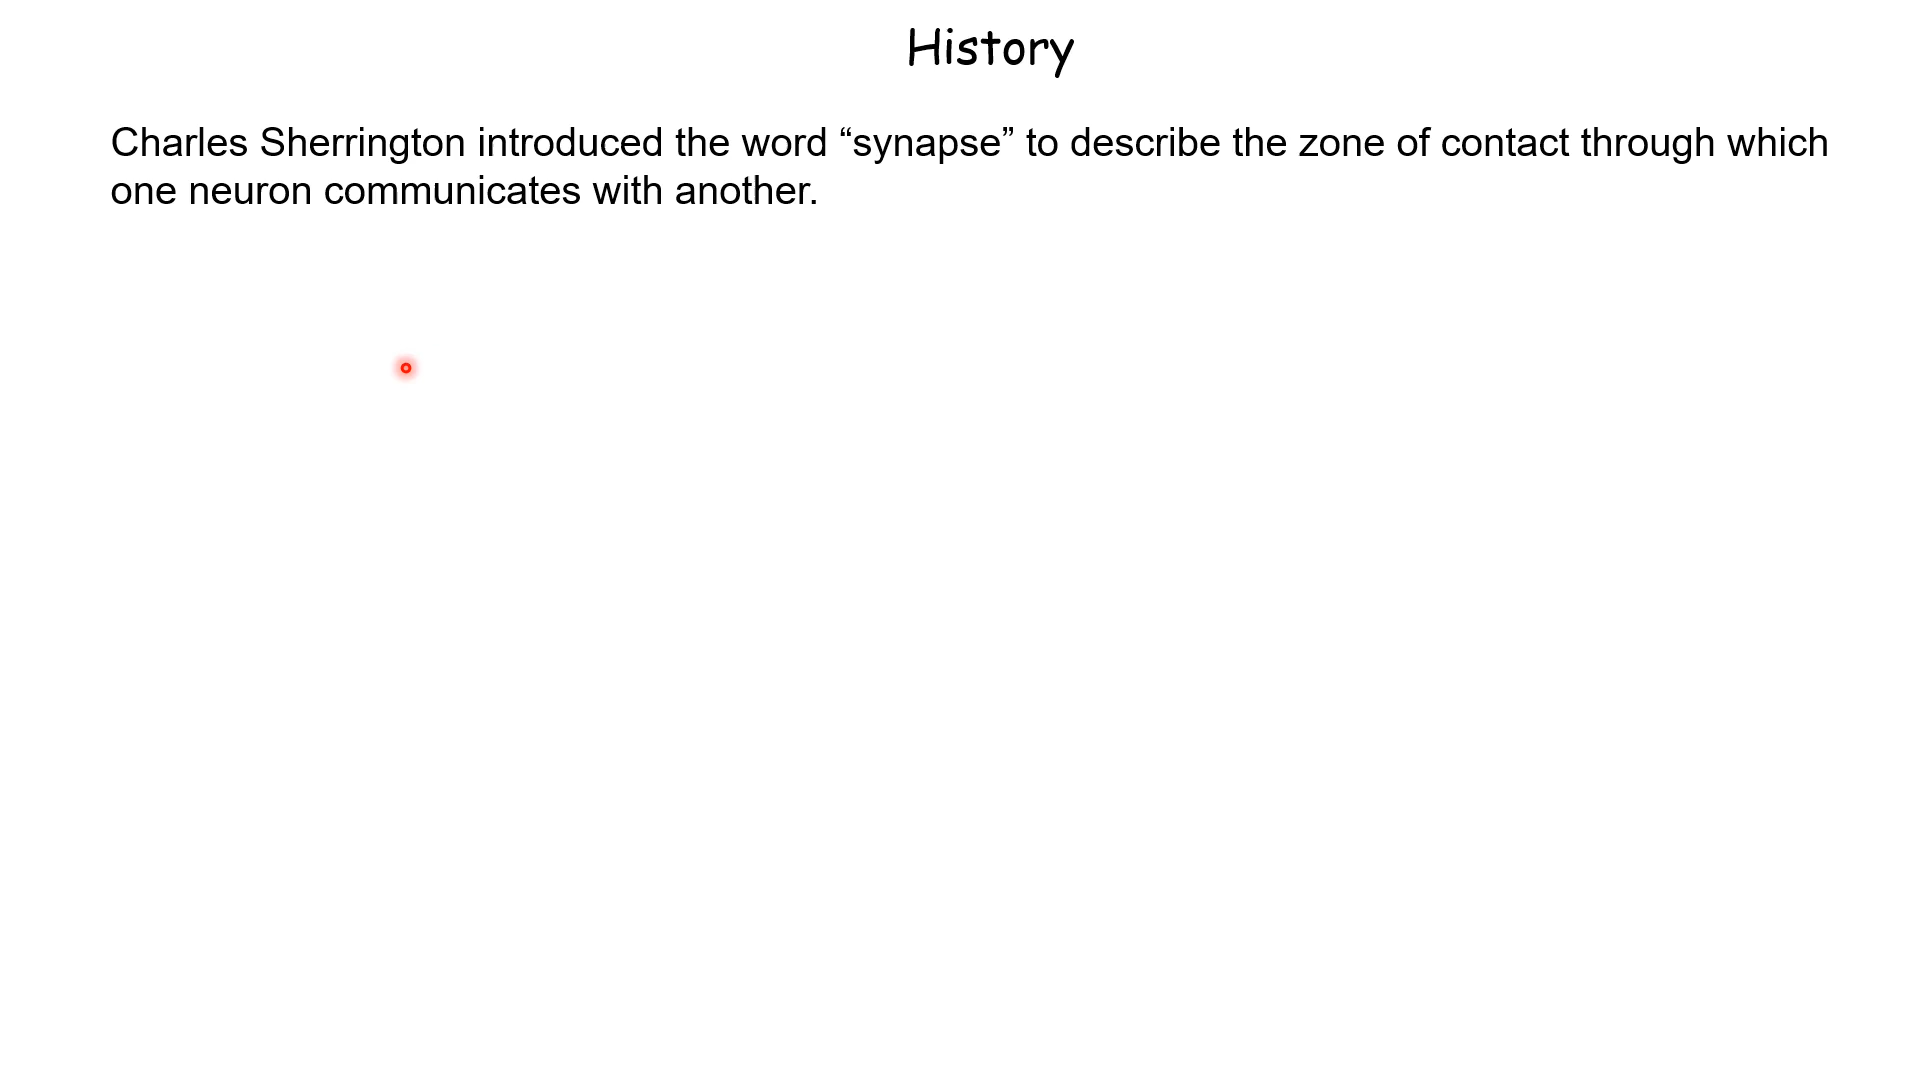 History
Charles Sherrington introduced the word “synapse” to describe the zone of contact through which
one neuron communicates with another.